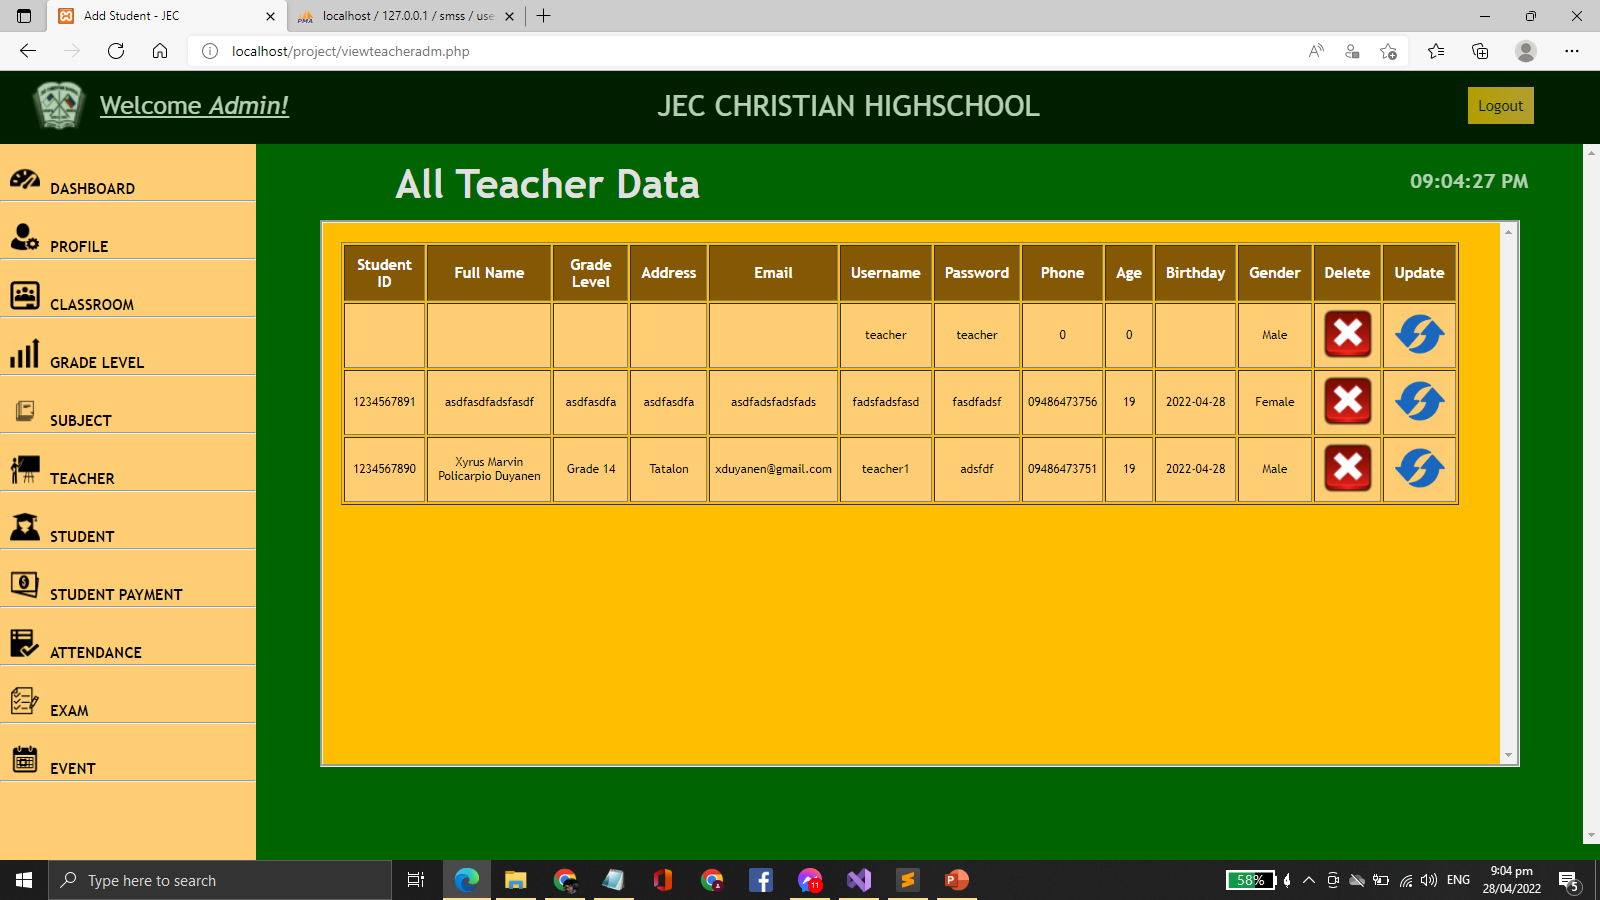 Add Student - JEC
localhost / 127.0.0.1 / smss / use
localhost/project/viewteacheradm.php
Welcome Admin!
JEC CHRISTIAN HIGHSCHOOL
Logout
DASHBOARD
PROFILE
CLASSROOM
GRADE LEVEL
SUBJECT
TEACHER
STUDENT
STUDENT PAYMENT
ATTENDANCE
EXAM
EVENT
All Teacher Data
09:04:27 PM
Student ID Full Name Grade Level Address Email Username Password Phone Age Birthday Gender Delete Update
teacher teacher 0 0 Male
1234567891 asdfasdfadsfasdf asdfasdfa asdfasdfa asdfadsfadsfads fadsfadsfasd fasdfadsf 09486473756 19 2022-04-28 Female
1234567890 Xyrus Marvin Policarpio Duyanen Grade 14 Tatalon xduyanen@gmail.com teacher1 adsfdf 09486473751 19 2022-04-28 Male
Type here to search
11
58%
ENG
9:04 pm
28/04/2022
5